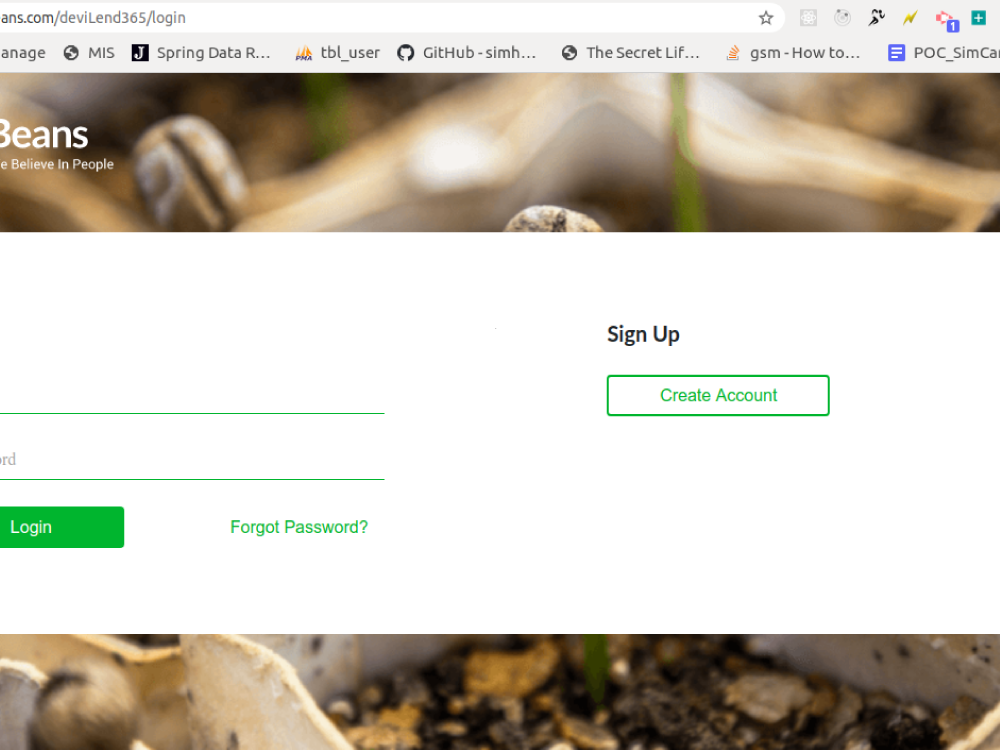 ans.com/deviLend365/login
anage MIS Spring Data R... tbl_user GitHub - simh... The Secret Lif... gsm - How to... POC_SimCar
1
Beans
e Believe In People
Sign Up
Create Account
ord
Login Forgot Password?